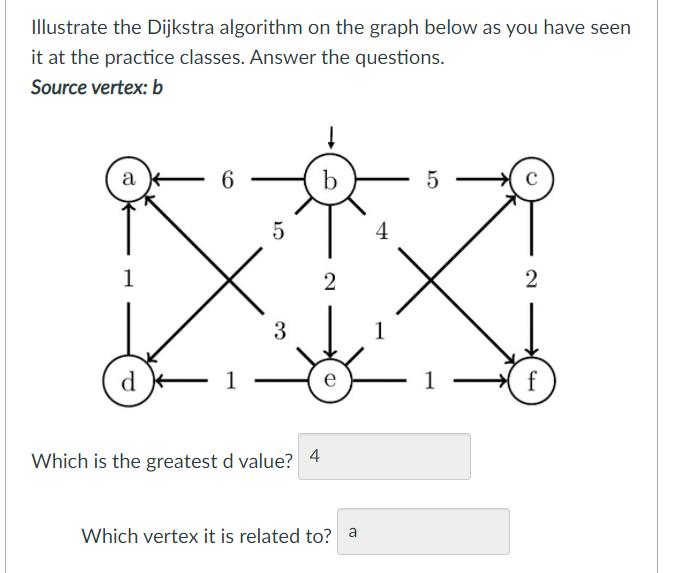 Illustrate the Dijkstra algorithm on the graph below as you have seen
it at the practice classes. Answer the questions.
Source vertex: b
a 6 b 5 c
5 4
1 2 2
3 1
d 1 e 1 f
Which is the greatest d value? 4
Which vertex it is related to? a